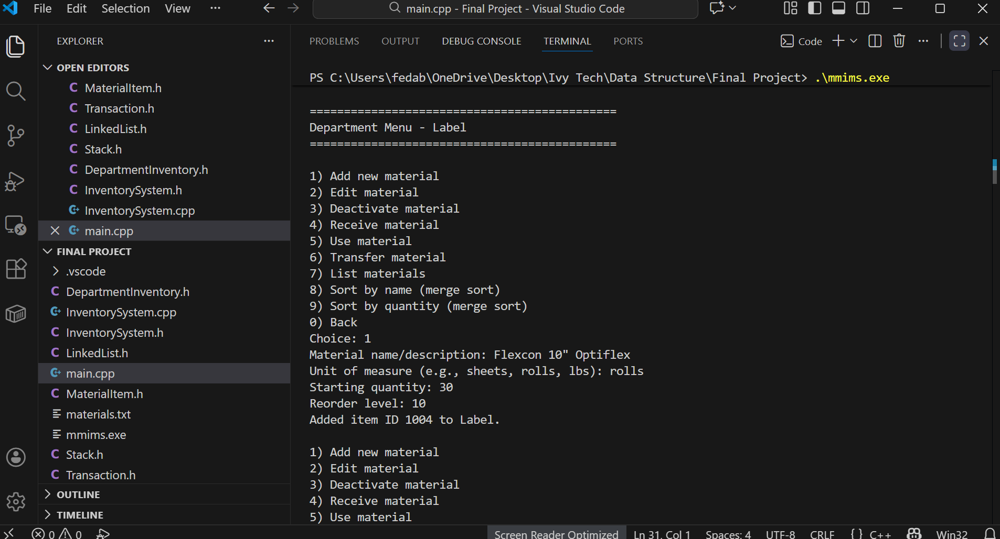 File Edit Selection View ...
main.cpp - Final Project - Visual Studio Code
EXPLORER
OPEN EDITORS
MaterialItem.h
Transaction.h
LinkedList.h
Stack.h
DepartmentInventory.h
InventorySystem.h
InventorySystem.cpp
main.cpp
FINAL PROJECT
.vscode
DepartmentInventory.h
InventorySystem.cpp
InventorySystem.h
LinkedList.h
main.cpp
MaterialItem.h
materials.txt
mmims.exe
Stack.h
Transaction.h
OUTLINE
TIMELINE
PROBLEMS OUTPUT DEBUG CONSOLE TERMINAL PORTS
Code
PS C:\Users\fedab\OneDrive\Desktop\Ivy Tech\Data Structure\Final Project> .\mmims.exe
=============================================
Department Menu - Label
=============================================
1) Add new material
2) Edit material
3) Deactivate material
4) Receive material
5) Use material
6) Transfer material
7) List materials
8) Sort by name (merge sort)
9) Sort by quantity (merge sort)
0) Back
Choice: 1
Material name/description: Flexcon 10" Optiflex
Unit of measure (e.g., sheets, rolls, lbs): rolls
Starting quantity: 30
Reorder level: 10
Added item ID 1004 to Label.
1) Add new material
2) Edit material
3) Deactivate material
4) Receive material
5) Use material
0 0 Screen Reader Optimized Ln 31, Col 1 Spaces: 4 UTF-8 CRLF {} C++ Win32